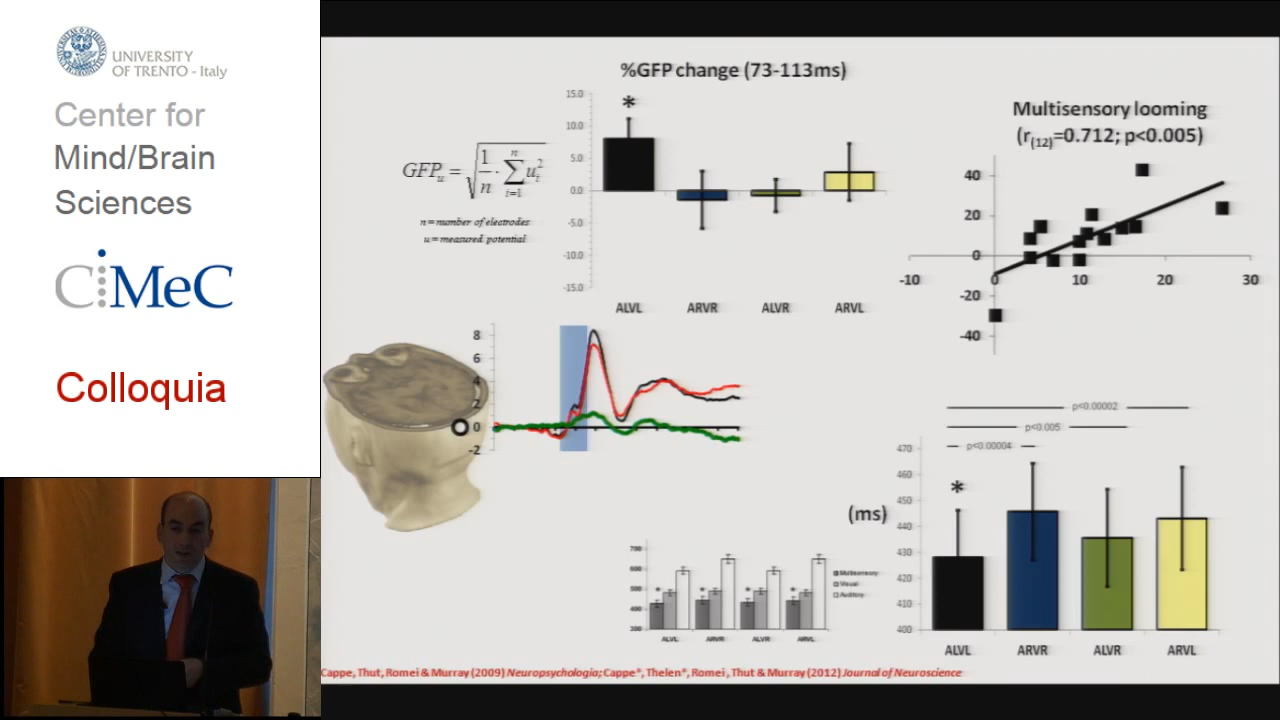 UNIVERSITY
OF TRENTO - Italy
Center for
Mind/Brain
Sciences
CiMeC
Colloquia
%GFP change (73-113ms)
15.0
10.0
5.0
0.0
-5.0
-10.0
-15.0
*
ALVL ARVR ALVR ARVL
GFPu = √ 1/n · Σ n i=1 ui2
n = number of electrodes
u = measured potential
Multisensory looming
(r(12)=0.712; p<0.005)
40
20
0
-20
-40
-10 0 10 20 30
8
6
4
2
0
-2
(ms)
p<0.00002
p<0.005
p<0.00004
*
470
460
450
440
430
420
410
400
ALVL ARVR ALVR ARVL
700
600
500
400
300
* * * *
ALVL ARVR ALVR ARVL
Multisensory
Visual
Auditory
Cappe, Thut, Romei & Murray (2009) Neuropsychologia; Cappe*, Thelen*, Romei, Thut & Murray (2012) Journal of Neuroscience